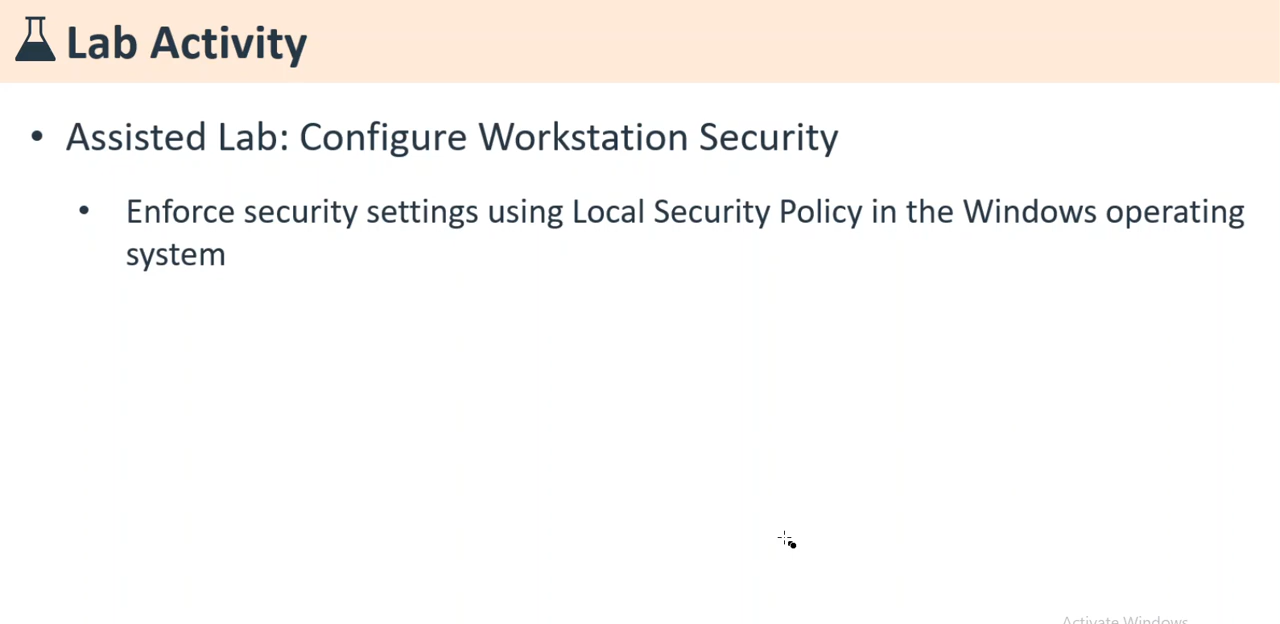 Lab Activity
• Assisted Lab: Configure Workstation Security
• Enforce security settings using Local Security Policy in the Windows operating
system
Activate Windows